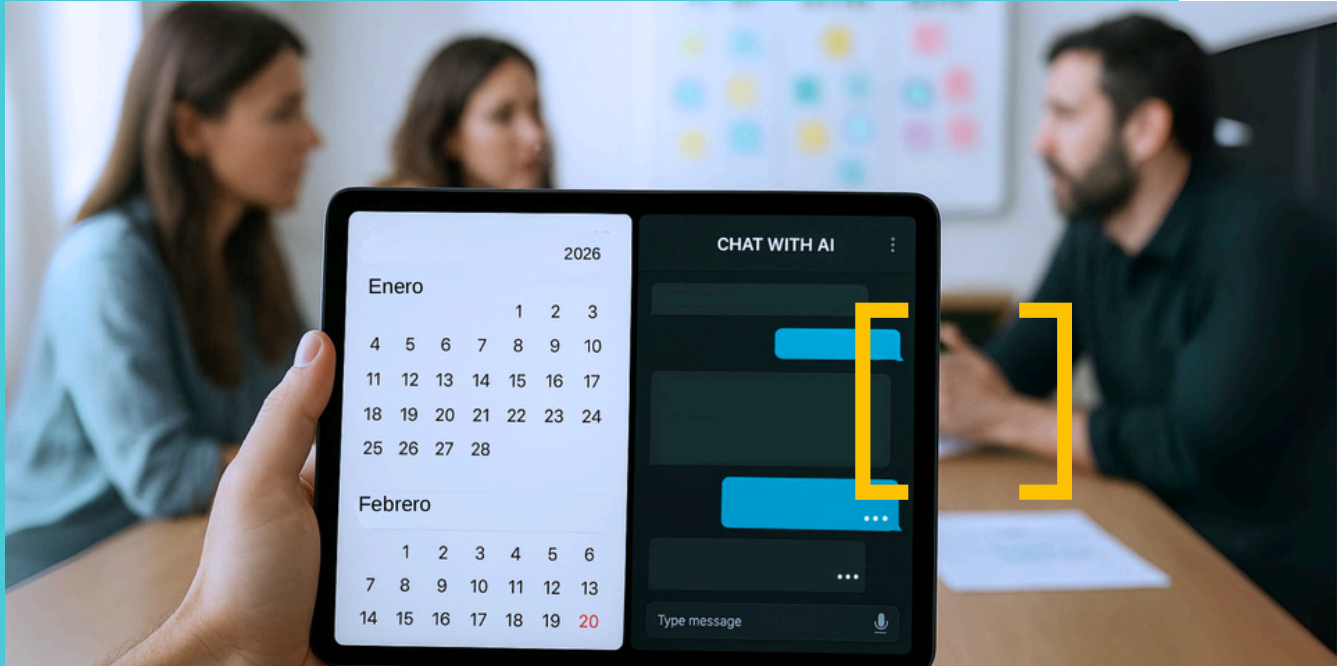 2026
Enero
1 2 3
4 5 6 7 8 9 10
11 12 13 14 15 16 17
18 19 20 21 22 23 24
25 26 27 28
Febrero
1 2 3 4 5 6
7 8 9 10 11 12 13
14 15 16 17 18 19 20
CHAT WITH AI
Type message